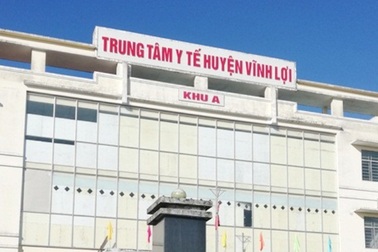 TRUNG TÂM Y TẾ HUYỆN VĨNH LỢI
KHU A